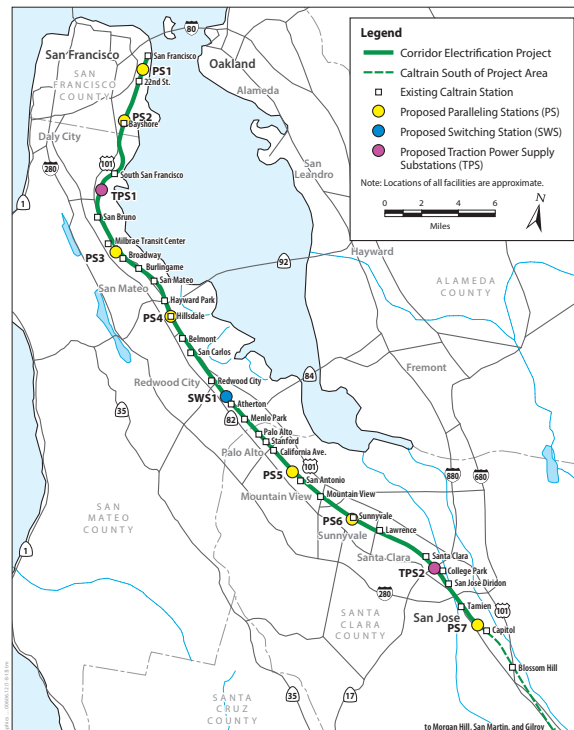 Legend
Corridor Electrification Project
Caltrain South of Project Area
Existing Caltrain Station
Proposed Paralleling Stations (PS)
Proposed Switching Station (SWS)
Proposed Traction Power Supply
Substations (TPS)
Note: Locations of all facilities are approximate.
0 2 4 6
Miles
N
80
San Francisco
San Francisco
Oakland
PS1
SAN
FRANCISCO
COUNTY
22nd St.
Alameda
PS2
Bayshore
Daly City
101
280
San
Leandro
South San Francisco
TPS1
1
San Bruno
Milbrae Transit Center
PS3
Broadway
Hayward
92
Burlingame
San Mateo
San Mateo
ALAMEDA
COUNTY
Hayward Park
PS4
Hillsdale
Belmont
San Carlos
Fremont
84
Redwood City
Redwood City
SWS1
Atherton
35
82
Menlo Park
Palo Alto
Stanford
Palo Alto
California Ave.
101
PS5
880
680
San Antonio
Mountain View
Mountain View
SAN
MATEO
COUNTY
PS6
Sunnyvale
Sunnyvale
Lawrence
1
Santa Clara
Santa Clara
TPS2
College Park
San Jose Diridon
280
Tamien
101
SANTA
CLARA
COUNTY
San José
PS7
Capitol
Blossom Hill
SANTA
CRUZ
COUNTY
35
17
to Morgan Hill, San Martin, and Gilroy